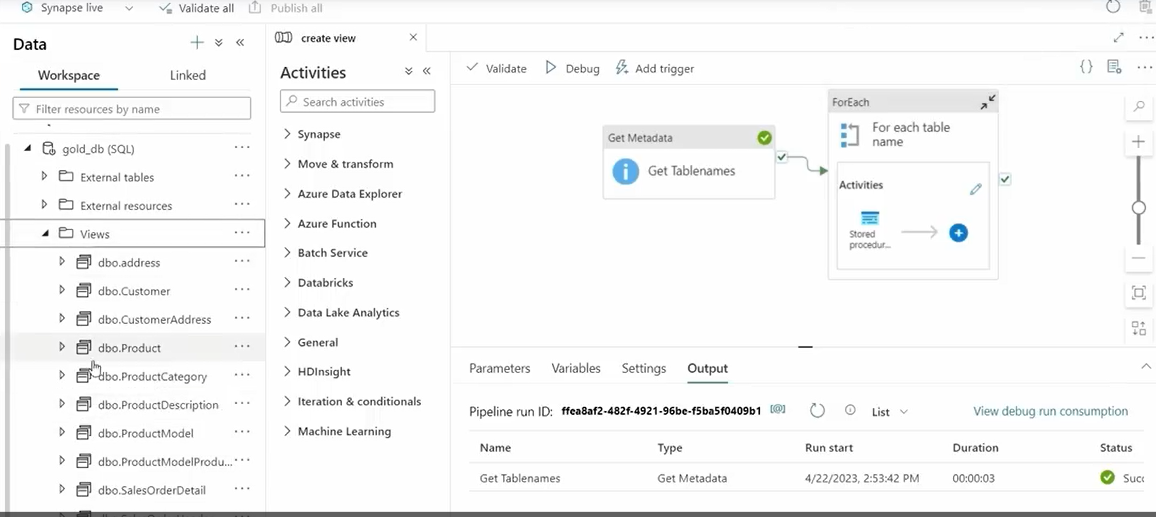 Synapse live
Validate all
Publish all
Data
Workspace
Linked
Filter resources by name
gold_db (SQL)
External tables
External resources
Views
dbo.address
dbo.Customer
dbo.CustomerAddress
dbo.Product
dbo.ProductCategory
dbo.ProductDescription
dbo.ProductModel
dbo.ProductModelProdu...
dbo.SalesOrderDetail
create view
Activities
Search activities
Synapse
Move & transform
Azure Data Explorer
Azure Function
Batch Service
Databricks
Data Lake Analytics
General
HDInsight
Iteration & conditionals
Machine Learning
Validate
Debug
Add trigger
Get Metadata
Get Tablenames
ForEach
For each table
name
Activities
Stored
procedur...
Parameters
Variables
Settings
Output
Pipeline run ID: ffea8af2-482f-4921-96be-f5ba5f0409b1
List
View debug run consumption
Name Type Run start Duration Status
Get Tablenames Get Metadata 4/22/2023, 2:53:42 PM 00:00:03 Succ